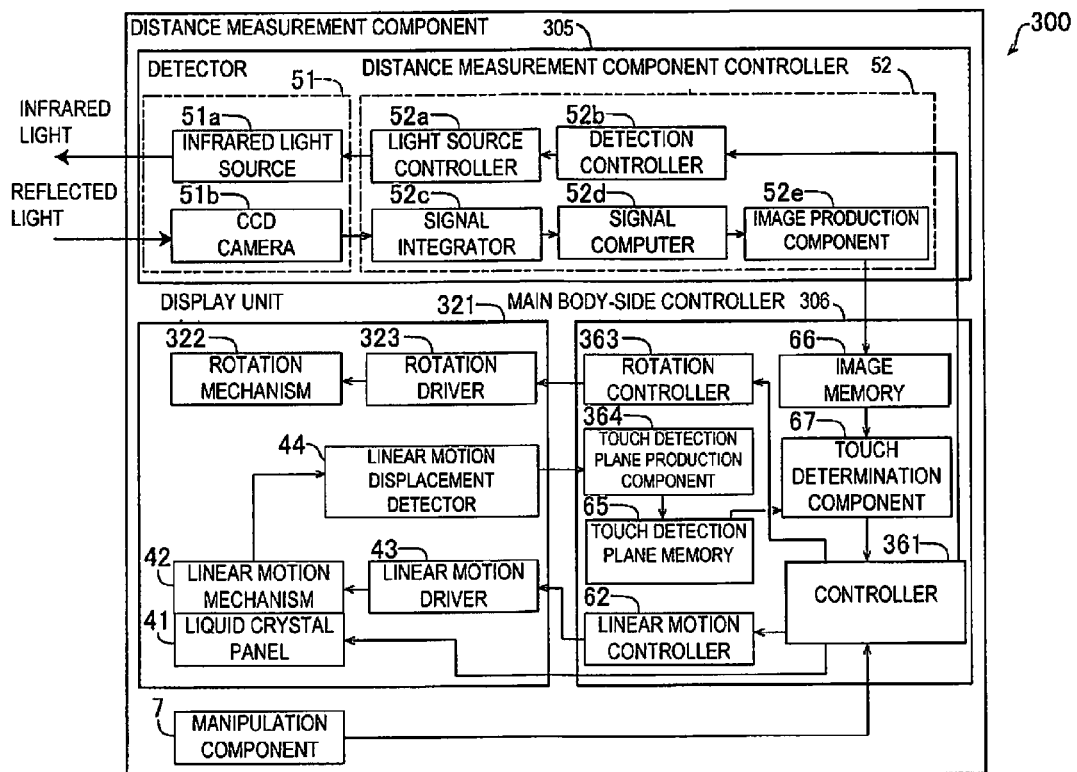 300
DISTANCE MEASUREMENT COMPONENT
305
DETECTOR
51
DISTANCE MEASUREMENT COMPONENT CONTROLLER
52
INFRARED
LIGHT
51a
INFRARED LIGHT
SOURCE
52a
LIGHT SOURCE
CONTROLLER
52b
DETECTION
CONTROLLER
REFLECTED
LIGHT
51b
CCD
CAMERA
52c
SIGNAL
INTEGRATOR
52d
SIGNAL
COMPUTER
52e
IMAGE PRODUCTION
COMPONENT
DISPLAY UNIT
321
MAIN BODY-SIDE CONTROLLER
306
322
ROTATION
MECHANISM
323
ROTATION
DRIVER
363
ROTATION
CONTROLLER
66
IMAGE
MEMORY
44
LINEAR MOTION
DISPLACEMENT
DETECTOR
364
TOUCH DETECTION
PLANE PRODUCTION
COMPONENT
67
TOUCH
DETERMINATION
COMPONENT
65
TOUCH DETECTION
PLANE MEMORY
361
CONTROLLER
42
LINEAR MOTION
MECHANISM
43
LINEAR MOTION
DRIVER
62
LINEAR MOTION
CONTROLLER
41
LIQUID CRYSTAL
PANEL
7
MANIPULATION
COMPONENT